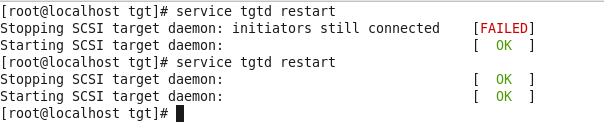 [root@localhost tgt]# service tgtd restart
Stopping SCSI target daemon: initiators still connected    [FAILED]
Starting SCSI target daemon:                               [  OK  ]
[root@localhost tgt]# service tgtd restart
Stopping SCSI target daemon:                               [  OK  ]
Starting SCSI target daemon:                               [  OK  ]
[root@localhost tgt]#